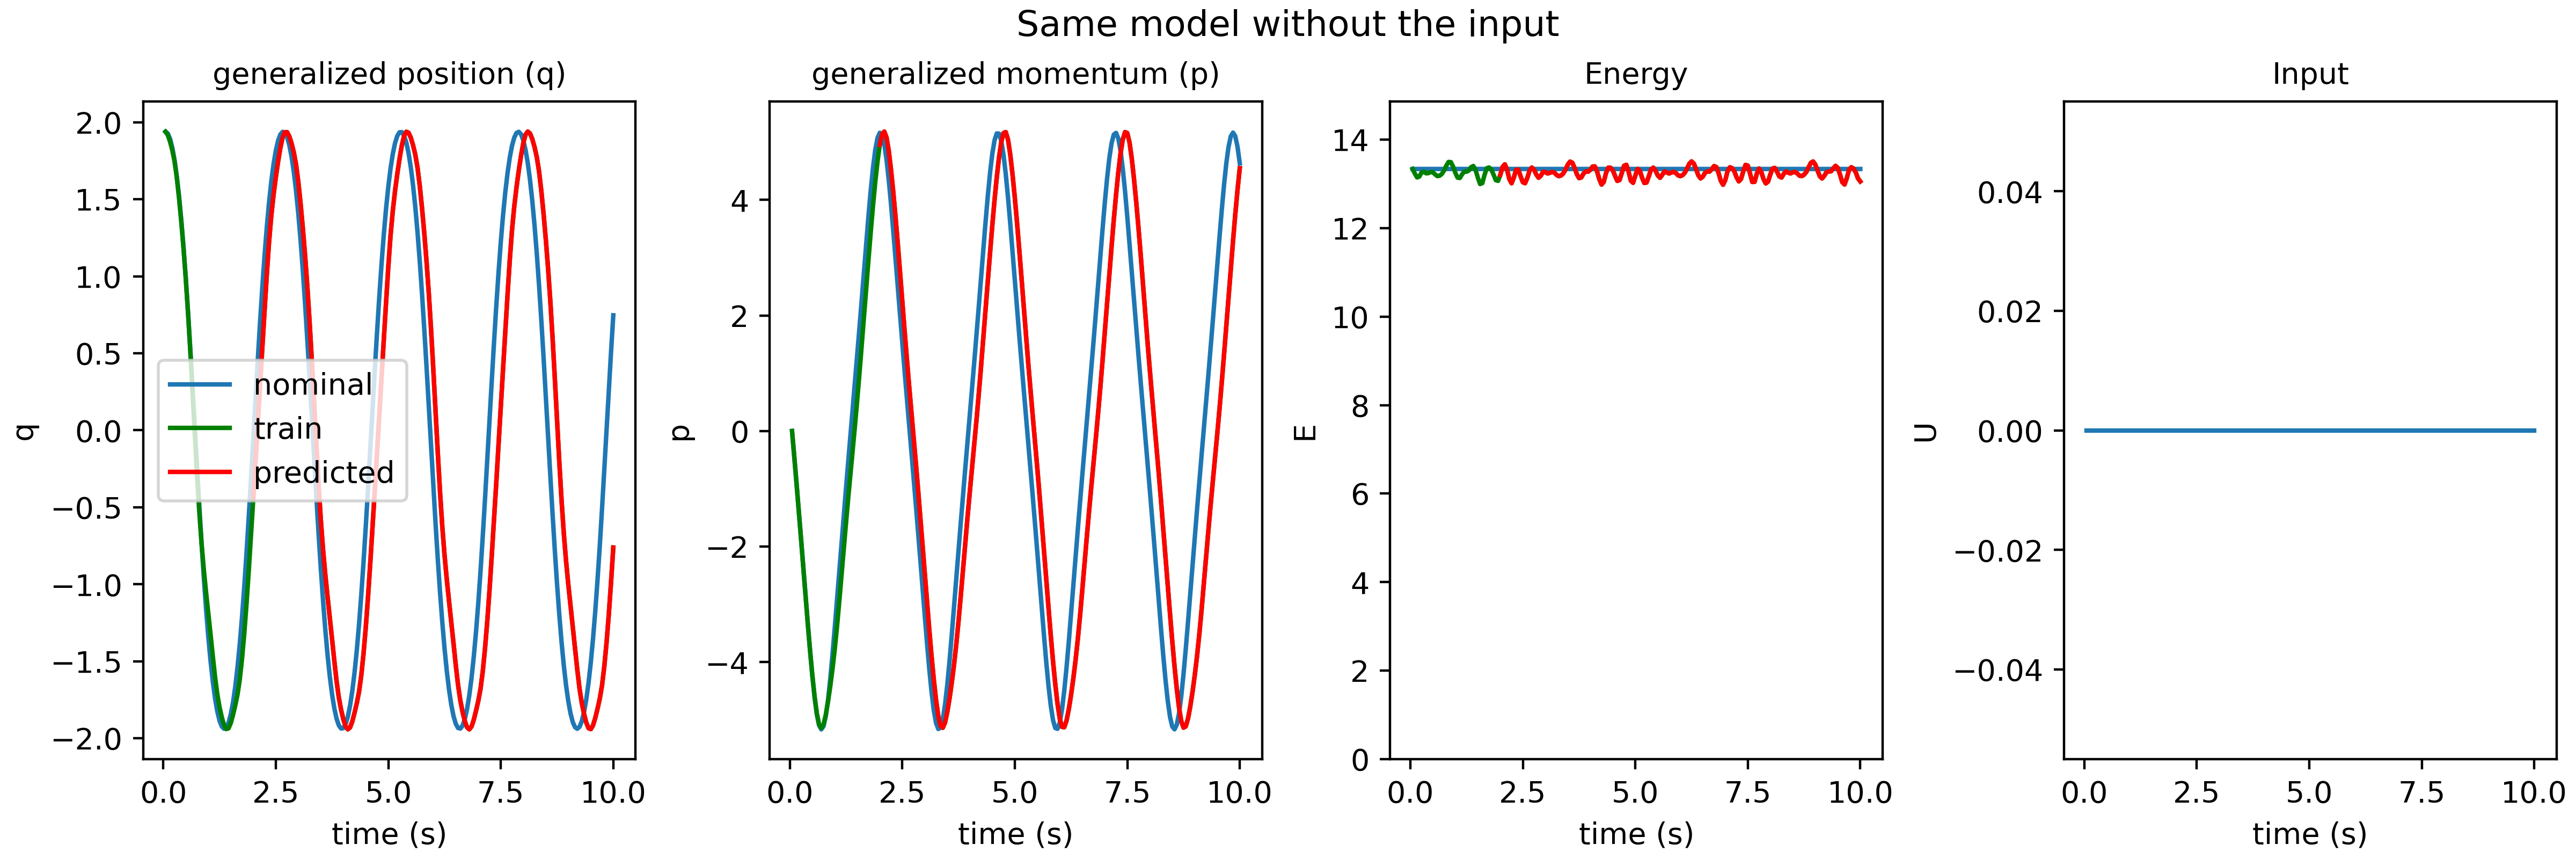 Same model without the input
generalized position (q)
generalized momentum (p)
Energy
Input
q
2.0
1.5
1.0
0.5
0.0
−0.5
−1.0
−1.5
−2.0
nominal
train
predicted
0.0 2.5 5.0 7.5 10.0
time (s)
p
4
2
0
−2
−4
0.0 2.5 5.0 7.5 10.0
time (s)
E
14
12
10
8
6
4
2
0
0.0 2.5 5.0 7.5 10.0
time (s)
U
0.04
0.02
0.00
−0.02
−0.04
0.0 2.5 5.0 7.5 10.0
time (s)